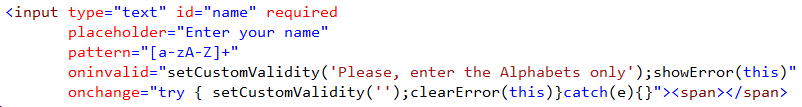 <input type="text" id="name" required
placeholder="Enter your name"
pattern="[a-zA-Z]+"
oninvalid="setCustomValidity('Please, enter the Alphabets only');showError(this)"
onchange="try { setCustomValidity('');clearError(this)}catch(e){}"><span></span>